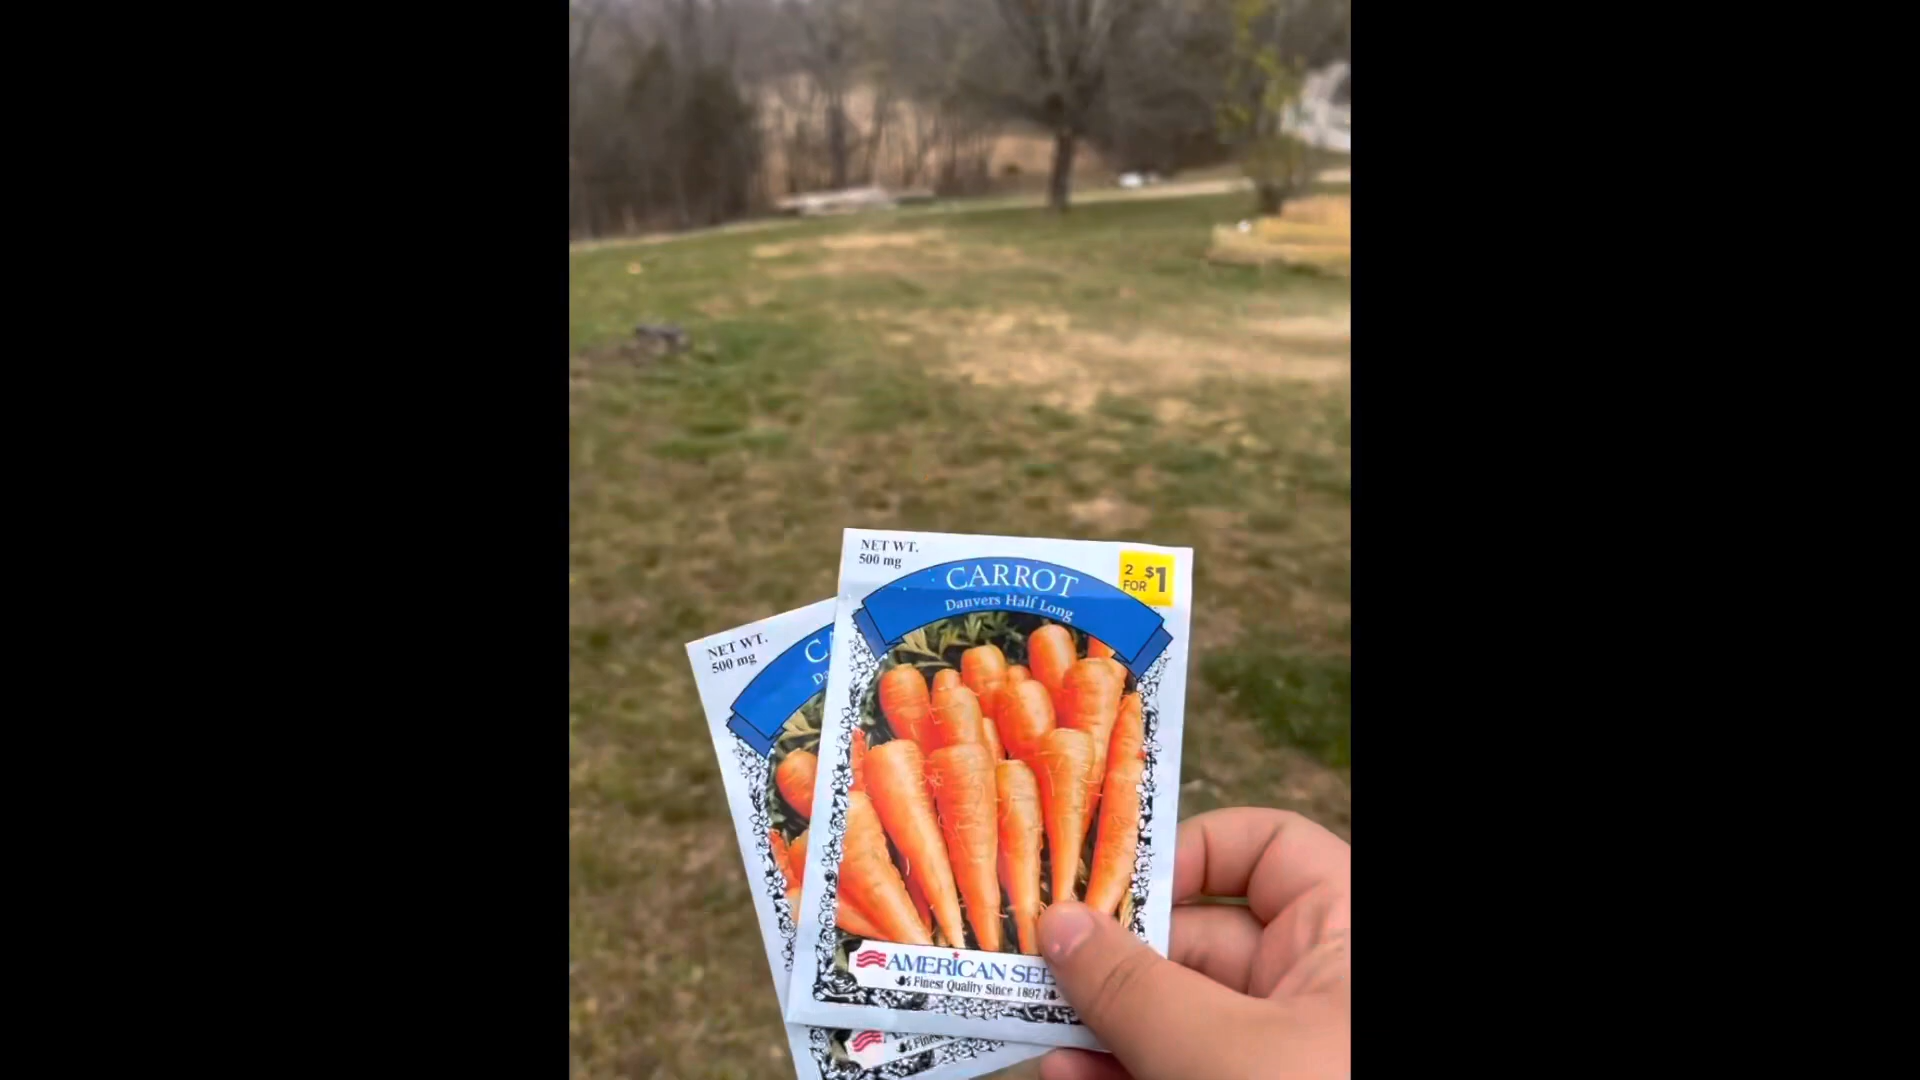 NET WT.
500 mg
CARROT
Danvers Half Long
2 FOR $1
AMERICAN SEE
Finest Quality Since 1897
NET WT.
500 mg